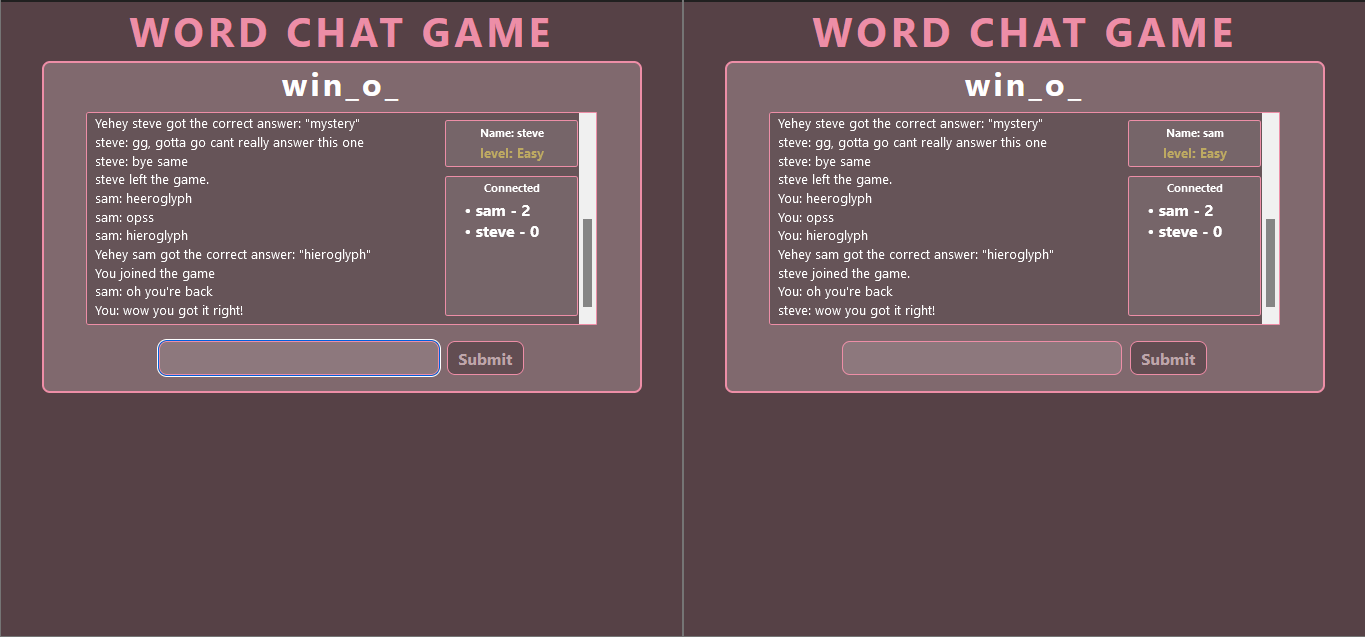 WORD CHAT GAME
win_o_
Yehey steve got the correct answer: "mystery"
steve: gg, gotta go cant really answer this one
steve: bye same
steve left the game.
sam: heeroglyph
sam: opss
sam: hieroglyph
Yehey sam got the correct answer: "hieroglyph"
You joined the game
sam: oh you're back
You: wow you got it right!
Name: steve
level: Easy
Connected
• sam - 2
• steve - 0
Submit
WORD CHAT GAME
win_o_
Yehey steve got the correct answer: "mystery"
steve: gg, gotta go cant really answer this one
steve: bye same
steve left the game.
You: heeroglyph
You: opss
You: hieroglyph
Yehey sam got the correct answer: "hieroglyph"
steve joined the game.
You: oh you're back
steve: wow you got it right!
Name: sam
level: Easy
Connected
• sam - 2
• steve - 0
Submit